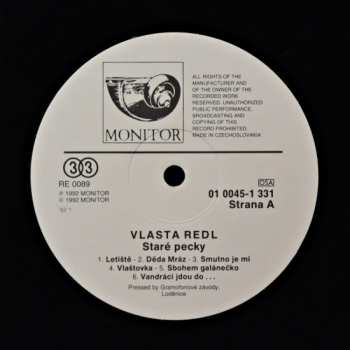 ALL RIGHTS OF THE
MANUFACTURER AND
OF THE OWNER OF THE
RECORDED WORK
RESERVED. UNAUTHORIZED
PUBLIC PERFORMANCE,
BROADCASTING AND
COPYING OF THIS
RECORD PROHIBITED.
MADE IN CZECHOSLOVAKIA
MONITOR
33
RE 0089
℗ 1992 MONITOR
© 1992 MONITOR
OSA
01 0045-1 331
Strana A
VLASTA REDL
Staré pecky
1. Letiště - 2. Děda Mráz - 3. Smutno je mi
4. Vlaštovka - 5. Sbohem galánečko
6. Vandráci jdou do . . .
Pressed by Gramofonové závody,
Loděnice